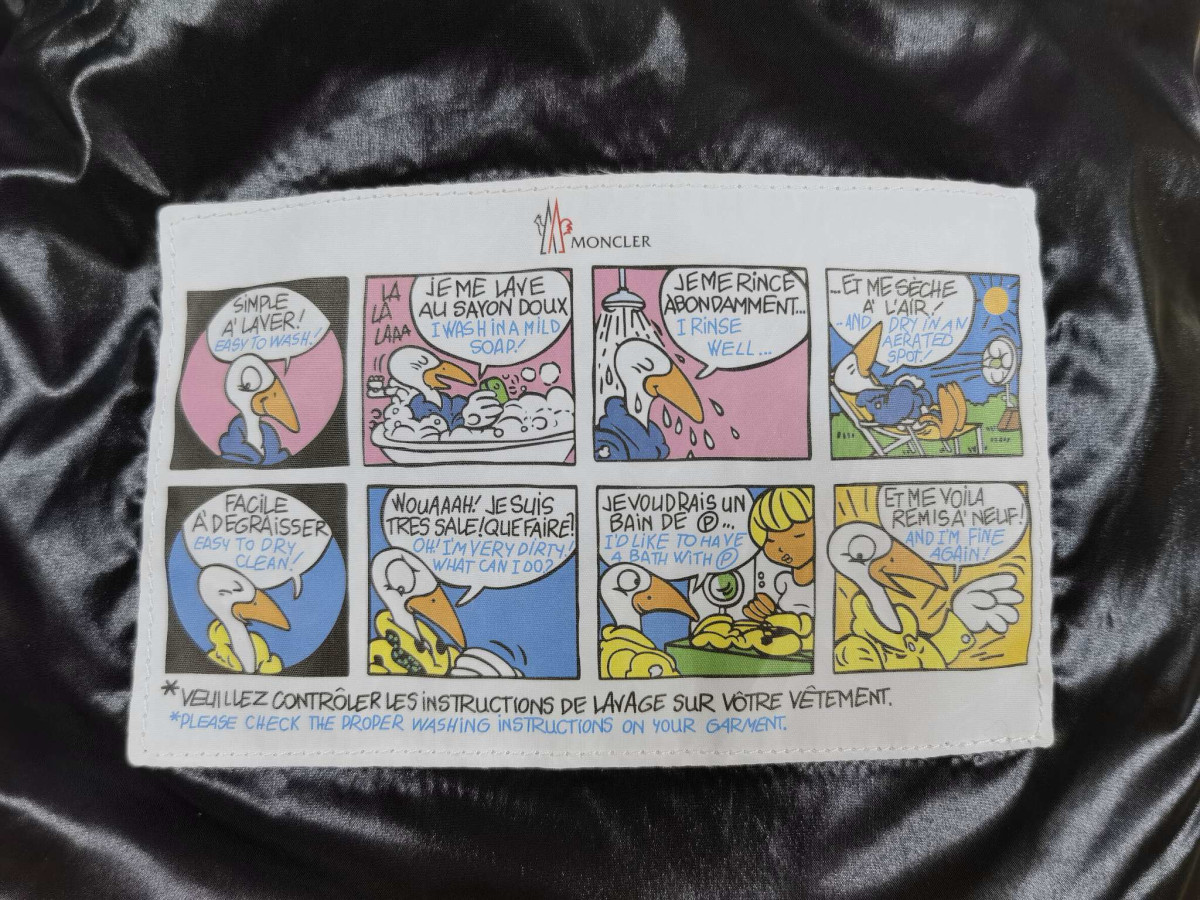 MONCLER
SIMPLE
A' LAVER!
EASY TO WASH!
LA
LA
LAAA
JE ME LAVE
AU SAVON DOUX
I WASH IN A MILD
SOAP!
JE ME RINCE
ABONDAMMENT...
I RINSE
WELL...
...ET ME SÈCHE
A' L'AIR!
..AND DRY IN AN
AERATED
SPOT!
FACILE
A' DEGRAISSER
EASY TO DRY
CLEAN!
WOUAAAH! JE SUIS
TRES SALE! QUE FAIRE?
OH! I'M VERY DIRTY!
WHAT CAN I DO?
JE VOUDRAIS UN
BAIN DE Ⓟ...
I'D LIKE TO HAVE
A BATH WITH Ⓟ
ET ME VOILA
REMIS A' NEUF!
AND I'M FINE
AGAIN!
*VEUILLEZ CONTRÔLER LES INSTRUCTIONS DE LAVAGE SUR VÔTRE VÊTEMENT.
*PLEASE CHECK THE PROPER WASHING INSTRUCTIONS ON YOUR GARMENT.